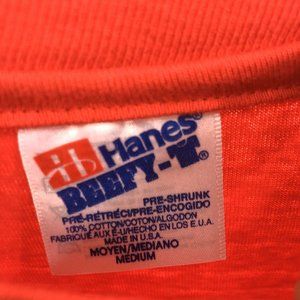 Hanes®
BEEFY-T®
PRE-SHRUNK
PRÉ-RÉTRÉCI/PRE-ENCOGIDO
100% COTTON/COTON/ALGODON
FABRIQUÉ AUX É-U/HECHO EN LOS E.U.A.
MADE IN U.S.A.
MOYEN/MEDIANO
MEDIUM